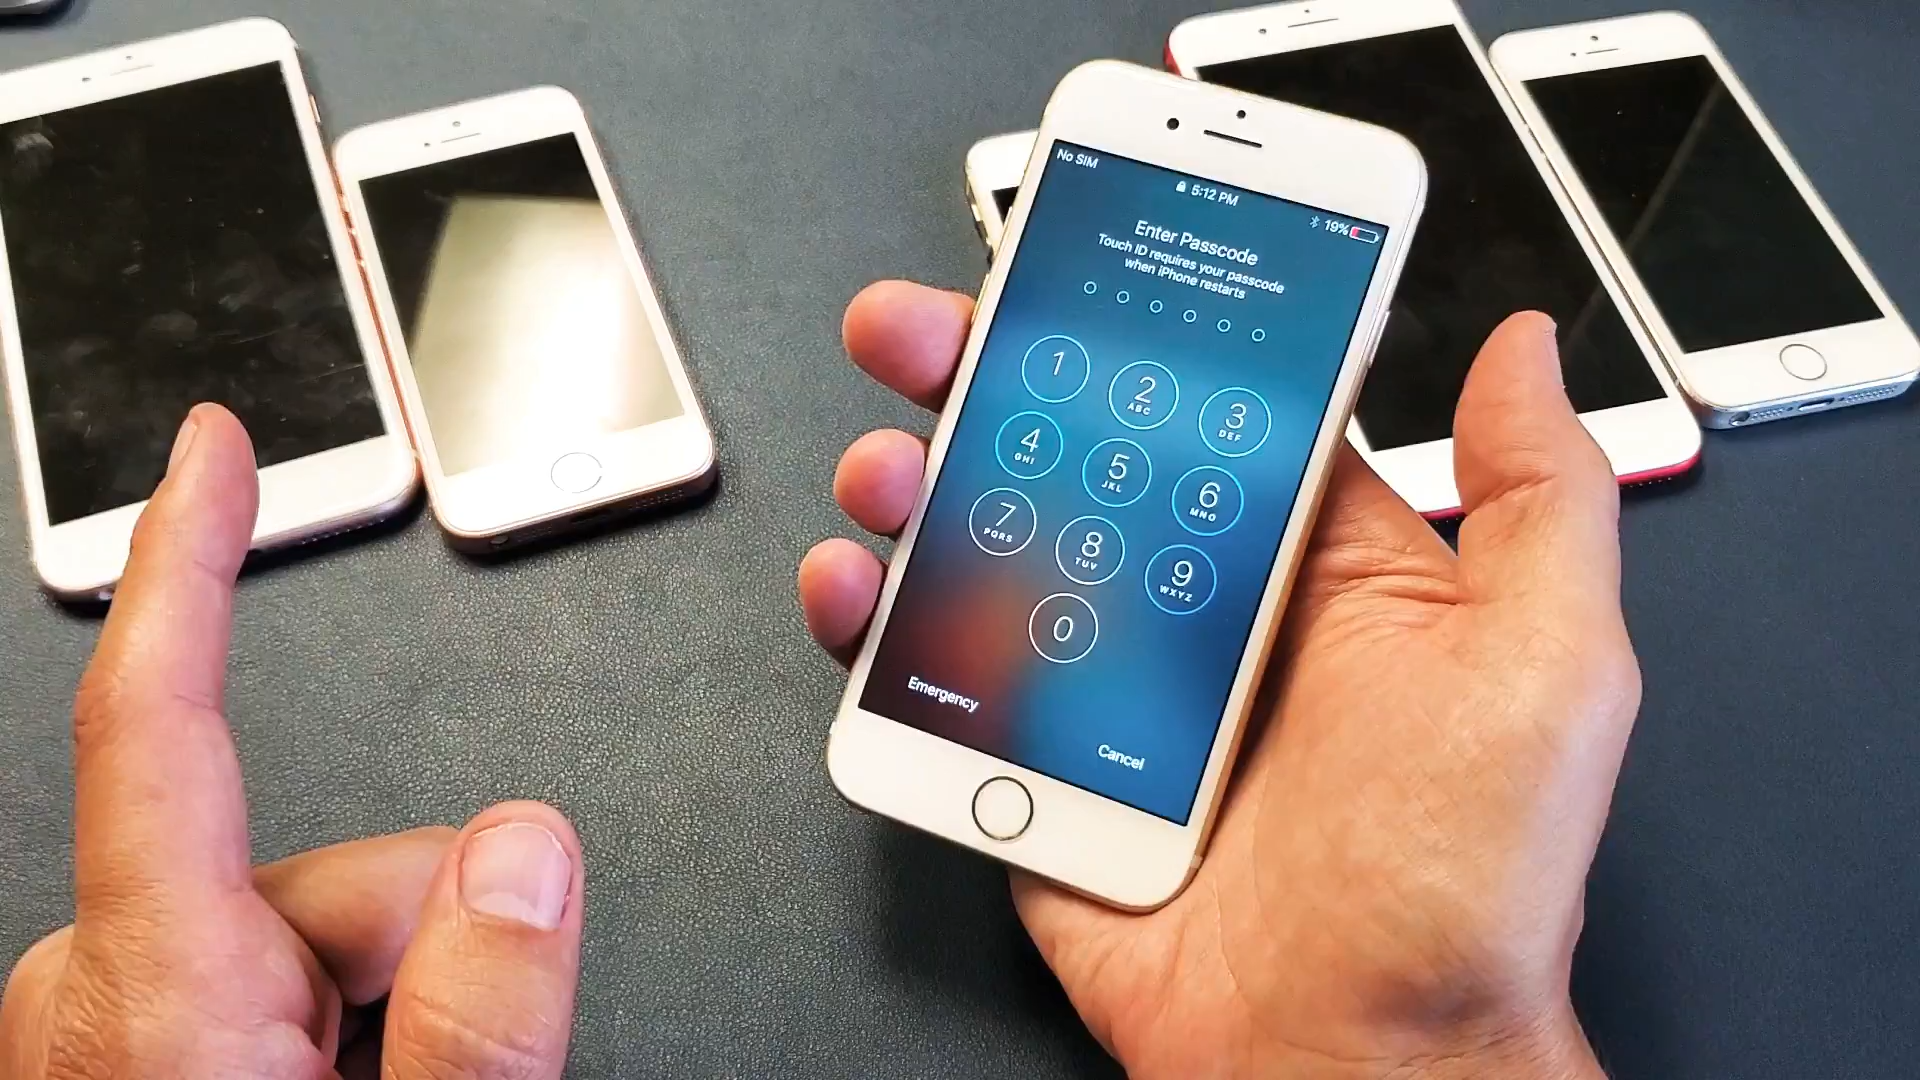 No SIM
5:12 PM
19%
Enter Passcode
Touch ID requires your passcode
when iPhone restarts
1
2
ABC
3
DEF
4
GHI
5
JKL
6
MNO
7
PQRS
8
TUV
9
WXYZ
0
Emergency
Cancel